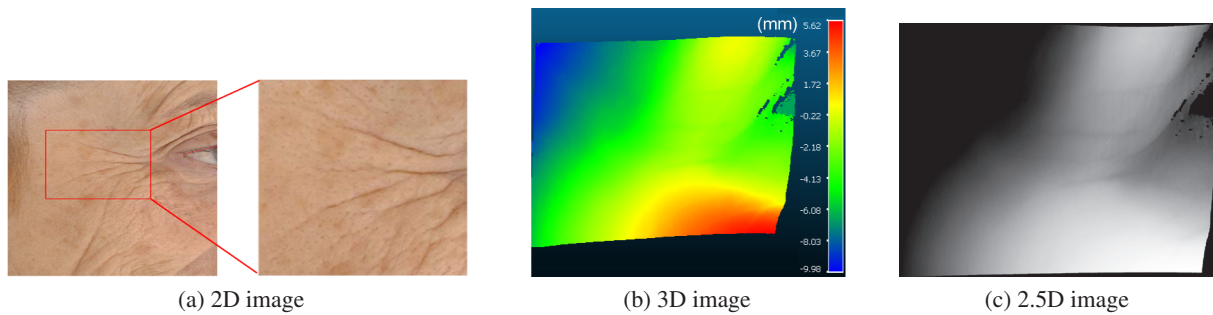 (mm)
5.62
3.67
1.72
-0.22
-2.18
-4.12
-6.08
-8.03
-9.98
(a) 2D image
(b) 3D image
(c) 2.5D image